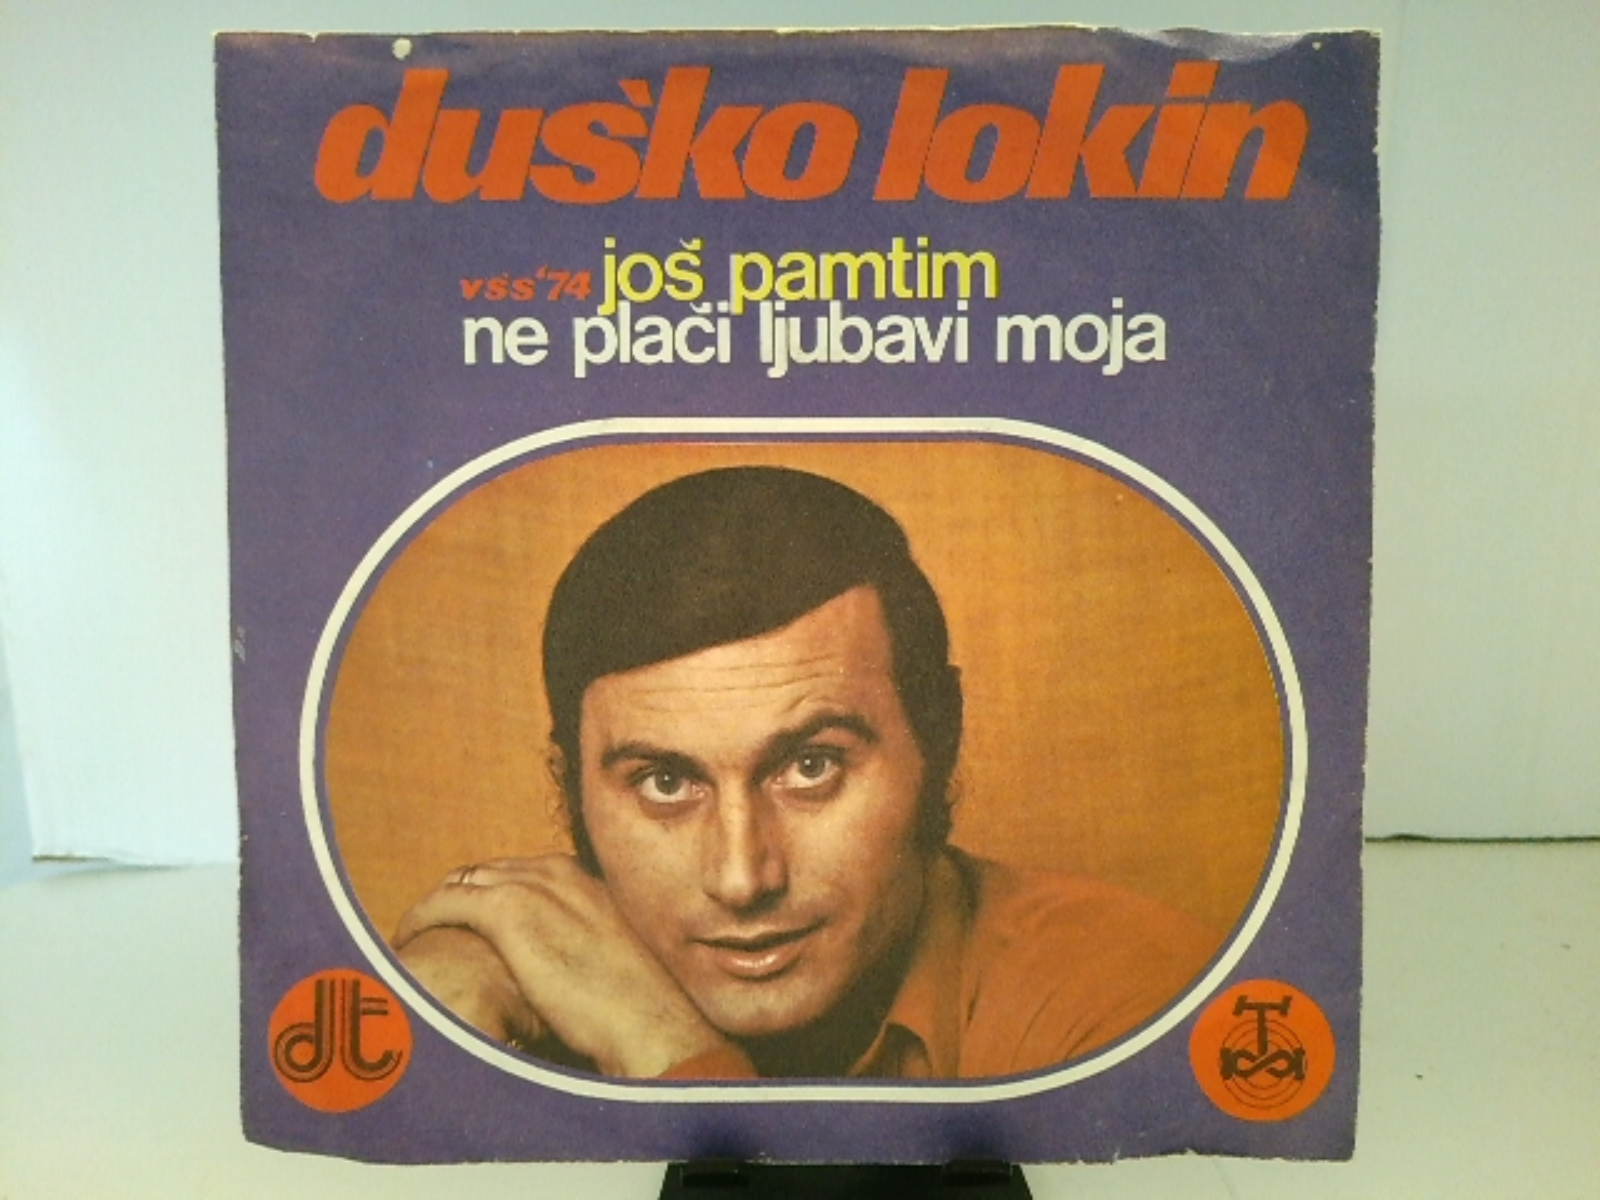 duško lokin
všs'74 još pamtim
ne plači ljubavi moja
dt